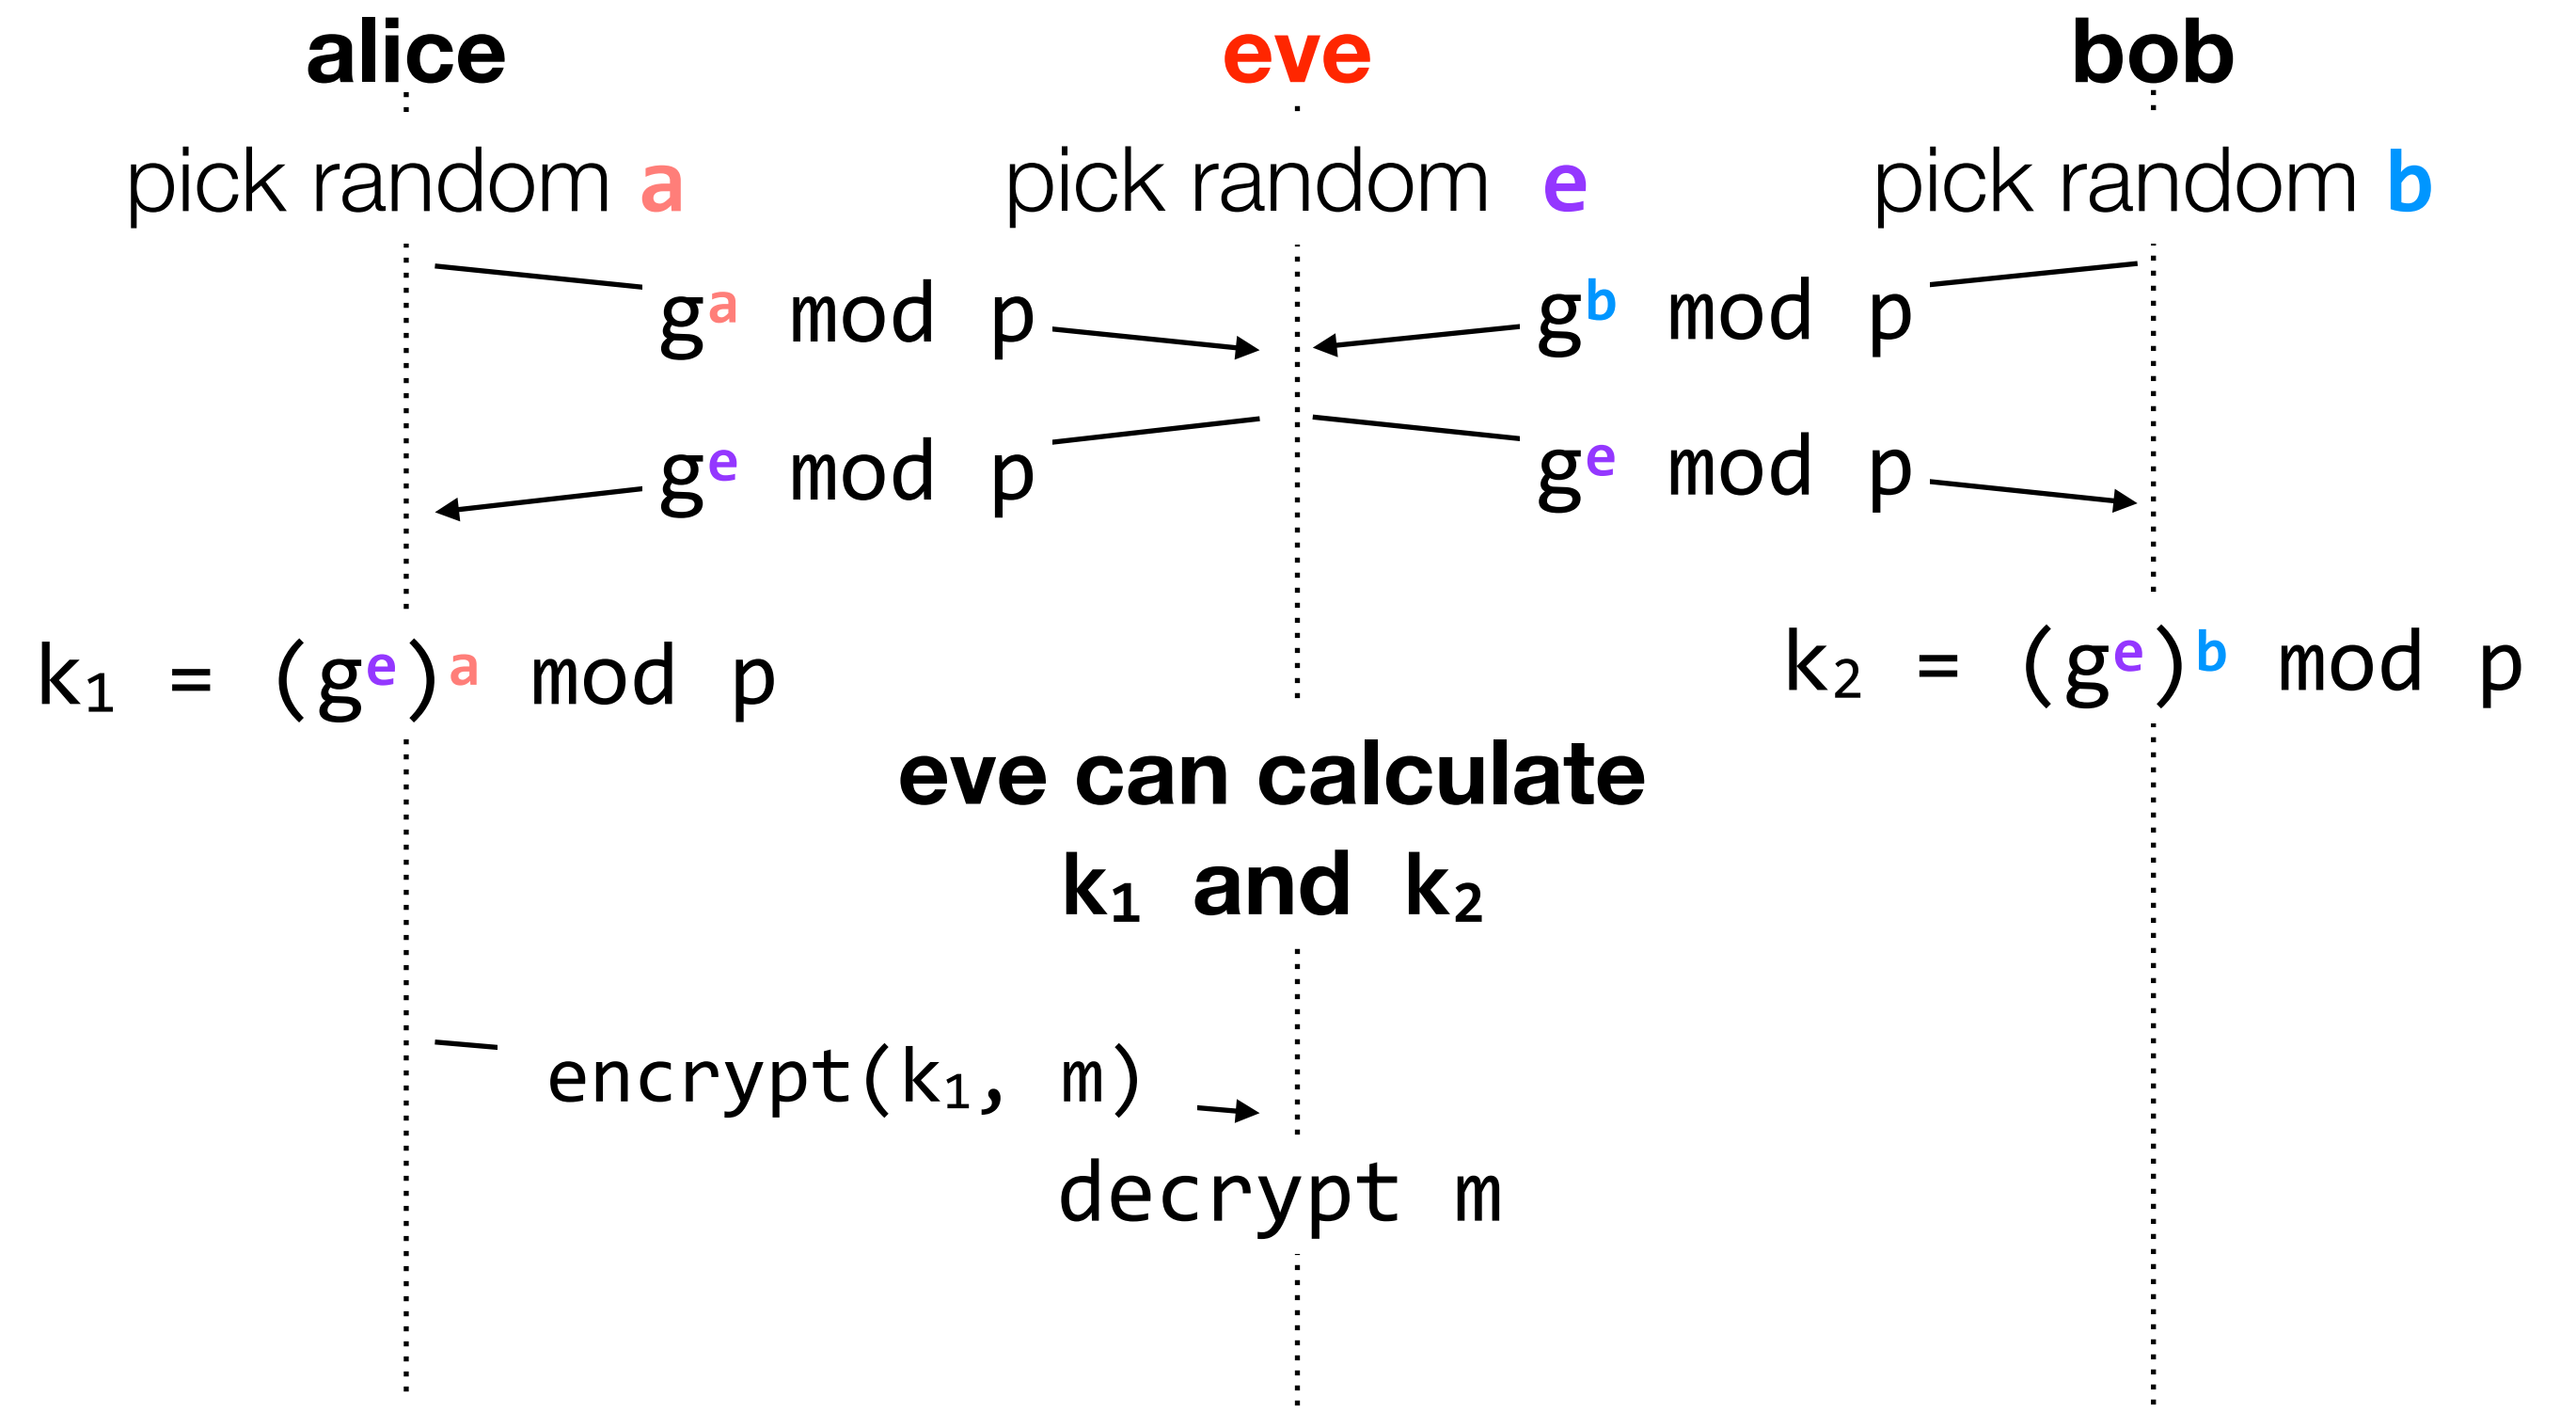 alice eve bob
pick random a pick random e pick random b
gᵃ mod p gᵇ mod p
gᵉ mod p gᵉ mod p
k₁ = (gᵉ)ᵃ mod p k₂ = (gᵉ)ᵇ mod p
eve can calculate
k₁ and k₂
encrypt(k₁, m)
decrypt m